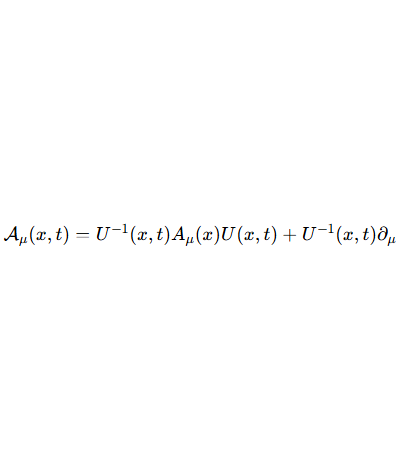 𝒜_μ(x, t) = U^{-1}(x, t)A_μ(x)U(x, t) + U^{-1}(x, t)∂_μ